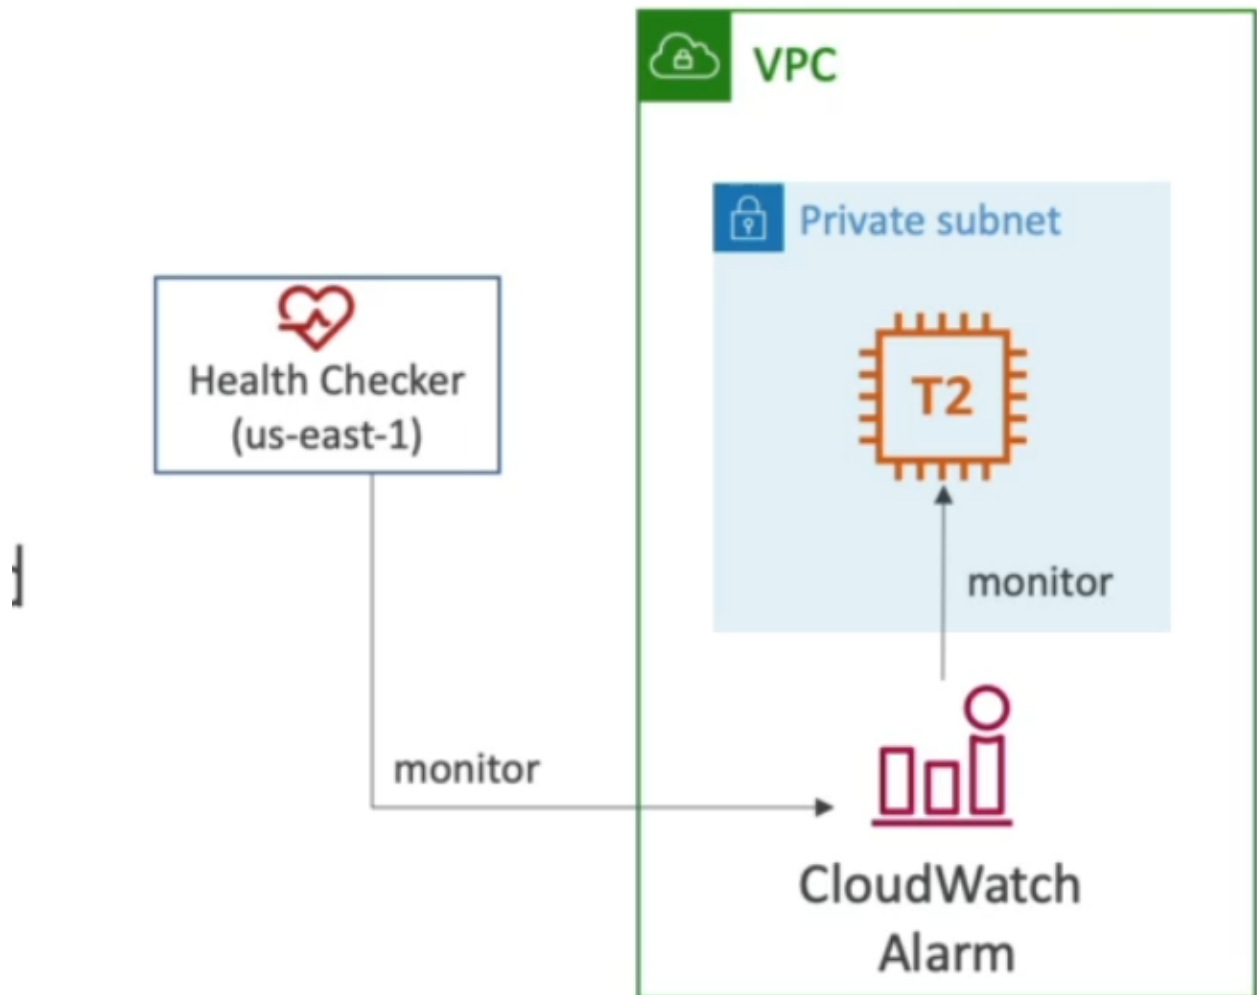 VPC
Private subnet
T2
Health Checker
(us-east-1)
monitor
monitor
CloudWatch
Alarm